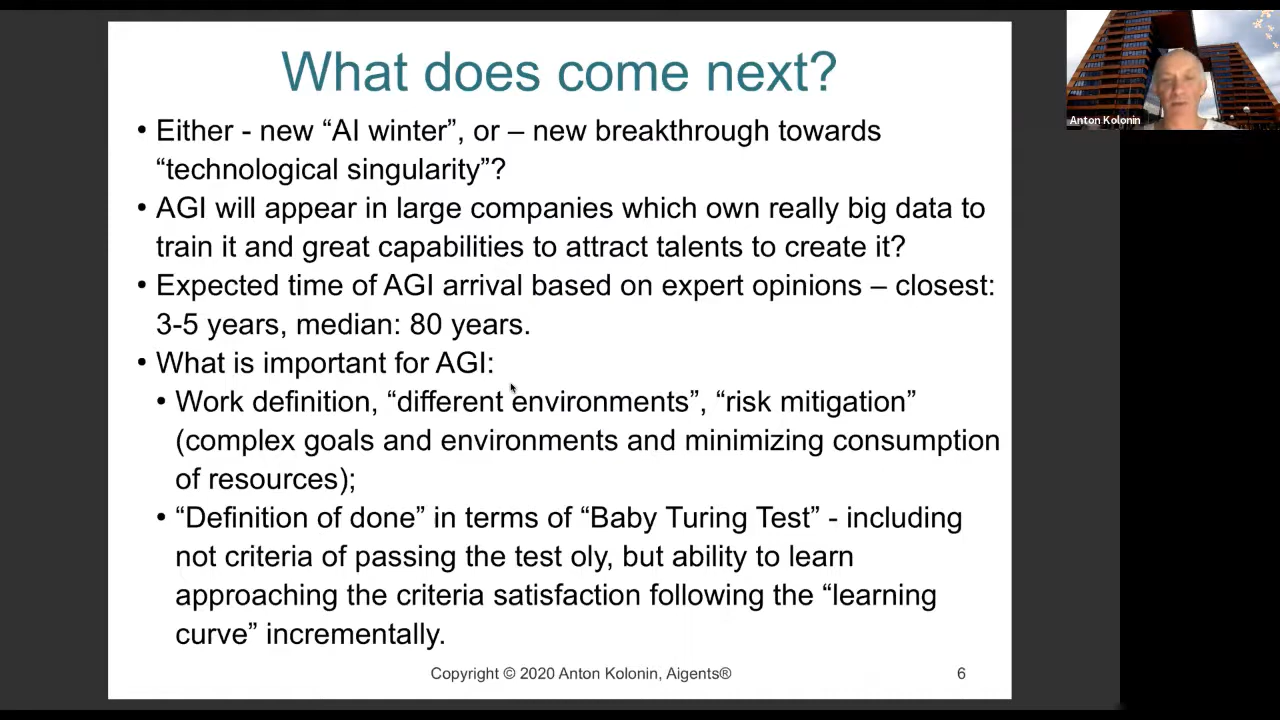 What does come next?
• Either - new “AI winter”, or – new breakthrough towards
“technological singularity”?
• AGI will appear in large companies which own really big data to
train it and great capabilities to attract talents to create it?
• Expected time of AGI arrival based on expert opinions – closest:
3-5 years, median: 80 years.
• What is important for AGI:
• Work definition, “different environments”, “risk mitigation”
(complex goals and environments and minimizing consumption
of resources);
• “Definition of done” in terms of “Baby Turing Test” - including
not criteria of passing the test oly, but ability to learn
approaching the criteria satisfaction following the “learning
curve” incrementally.
Copyright © 2020 Anton Kolonin, Aigents®
6
Anton Kolonin